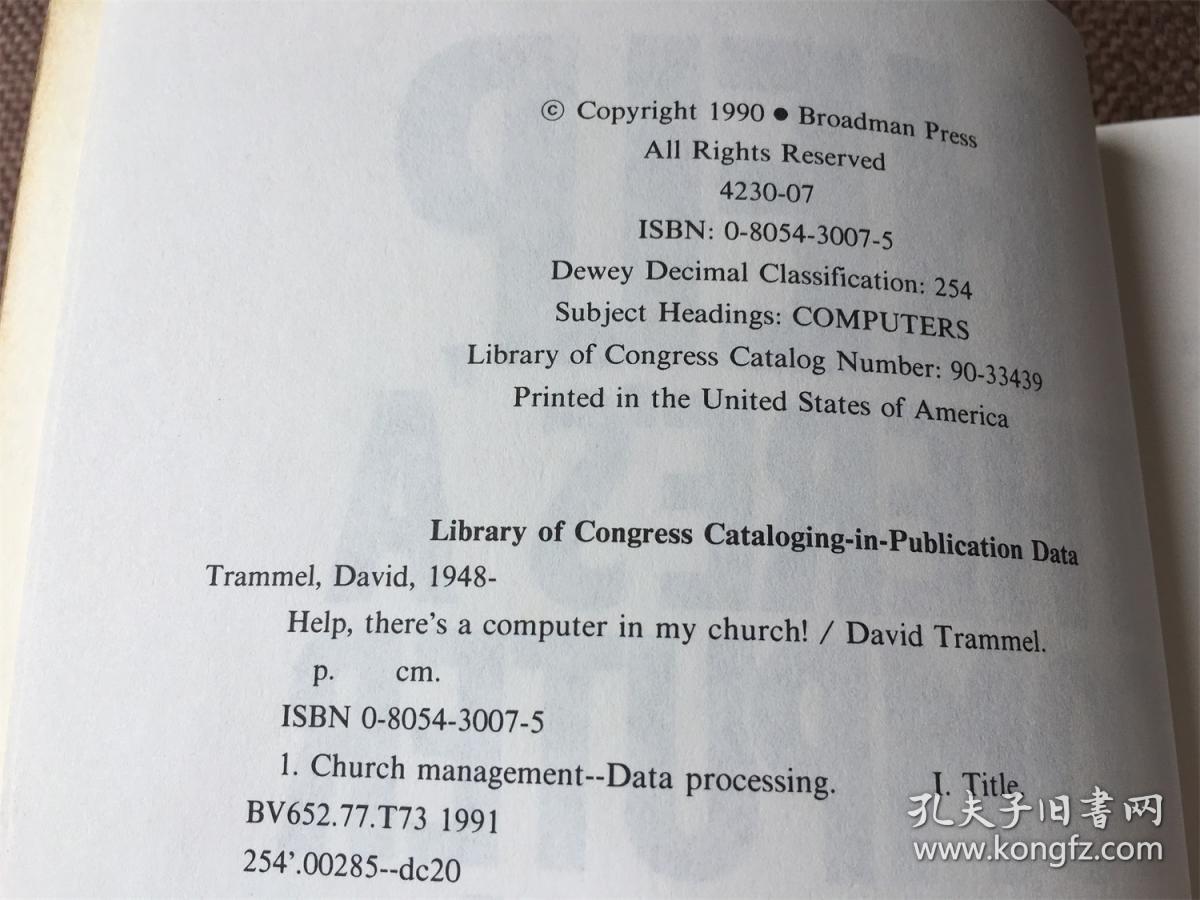 © Copyright 1990 ● Broadman Press
All Rights Reserved
4230-07
ISBN: 0-8054-3007-5
Dewey Decimal Classification: 254
Subject Headings: COMPUTERS
Library of Congress Catalog Number: 90-33439
Printed in the United States of America
Library of Congress Cataloging-in-Publication Data
Trammel, David, 1948-
Help, there's a computer in my church! / David Trammel.
p. cm.
ISBN 0-8054-3007-5
1. Church management--Data processing. I. Title.
BV652.77.T73 1991
254'.00285--dc20
孔夫子旧书网
www.kongfz.com